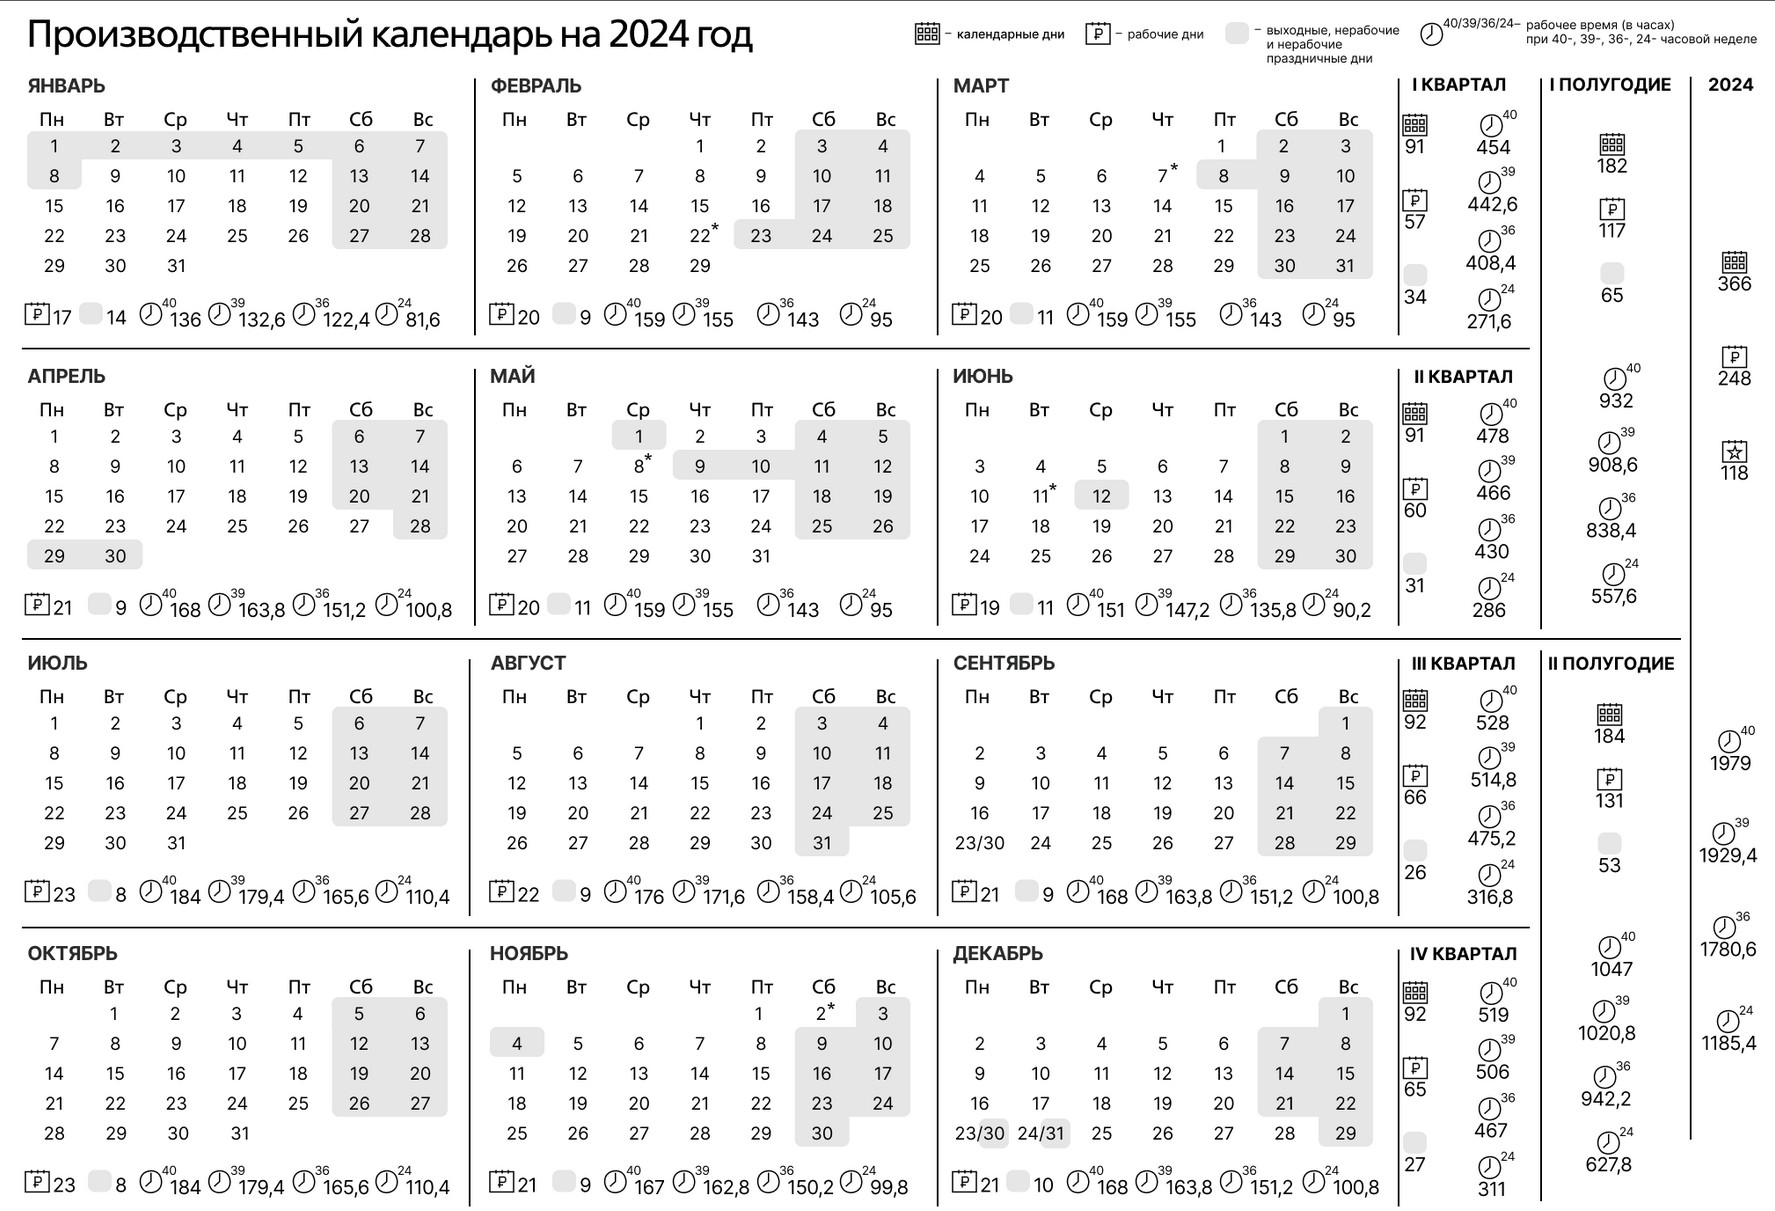 Производственный календарь на 2024 год
– календарные дни
– рабочие дни
– выходные, нерабочие
и нерабочие
праздничные дни
40/39/36/24– рабочее время (в часах)
при 40-, 39-, 36-, 24- часовой неделе
ЯНВАРЬ
Пн Вт Ср Чт Пт Сб Вс
1 2 3 4 5 6 7
8 9 10 11 12 13 14
15 16 17 18 19 20 21
22 23 24 25 26 27 28
29 30 31
₽ 17 14 40 136 39 132,6 36 122,4 24 81,6
ФЕВРАЛЬ
Пн Вт Ср Чт Пт Сб Вс
1 2 3 4
5 6 7 8 9 10 11
12 13 14 15 16 17 18
19 20 21 22* 23 24 25
26 27 28 29
₽ 20 9 40 159 39 155 36 143 24 95
МАРТ
Пн Вт Ср Чт Пт Сб Вс
1 2 3
4 5 6 7* 8 9 10
11 12 13 14 15 16 17
18 19 20 21 22 23 24
25 26 27 28 29 30 31
₽ 20 11 40 159 39 155 36 143 24 95
I КВАРТАЛ
91
₽ 57
34
40 454
39 442,6
36 408,4
24 271,6
АПРЕЛЬ
Пн Вт Ср Чт Пт Сб Вс
1 2 3 4 5 6 7
8 9 10 11 12 13 14
15 16 17 18 19 20 21
22 23 24 25 26 27 28
29 30
₽ 21 9 40 168 39 163,8 36 151,2 24 100,8
МАЙ
Пн Вт Ср Чт Пт Сб Вс
1 2 3 4 5
6 7 8* 9 10 11 12
13 14 15 16 17 18 19
20 21 22 23 24 25 26
27 28 29 30 31
₽ 20 11 40 159 39 155 36 143 24 95
ИЮНЬ
Пн Вт Ср Чт Пт Сб Вс
1 2
3 4 5 6 7 8 9
10 11* 12 13 14 15 16
17 18 19 20 21 22 23
24 25 26 27 28 29 30
₽ 19 11 40 151 39 147,2 36 135,8 24 90,2
II КВАРТАЛ
91
₽ 60
31
40 478
39 466
36 430
24 286
I ПОЛУГОДИЕ
182
₽ 117
65
40 932
39 908,6
36 838,4
24 557,6
ИЮЛЬ
Пн Вт Ср Чт Пт Сб Вс
1 2 3 4 5 6 7
8 9 10 11 12 13 14
15 16 17 18 19 20 21
22 23 24 25 26 27 28
29 30 31
₽ 23 8 40 184 39 179,4 36 165,6 24 110,4
АВГУСТ
Пн Вт Ср Чт Пт Сб Вс
1 2 3 4
5 6 7 8 9 10 11
12 13 14 15 16 17 18
19 20 21 22 23 24 25
26 27 28 29 30 31
₽ 22 9 40 176 39 171,6 36 158,4 24 105,6
СЕНТЯБРЬ
Пн Вт Ср Чт Пт Сб Вс
1
2 3 4 5 6 7 8
9 10 11 12 13 14 15
16 17 18 19 20 21 22
23/30 24 25 26 27 28 29
₽ 21 9 40 168 39 163,8 36 151,2 24 100,8
III КВАРТАЛ
92
₽ 66
26
40 528
39 514,8
36 475,2
24 316,8
ОКТЯБРЬ
Пн Вт Ср Чт Пт Сб Вс
1 2 3 4 5 6
7 8 9 10 11 12 13
14 15 16 17 18 19 20
21 22 23 24 25 26 27
28 29 30 31
₽ 23 8 40 184 39 179,4 36 165,6 24 110,4
НОЯБРЬ
Пн Вт Ср Чт Пт Сб Вс
1 2* 3
4 5 6 7 8 9 10
11 12 13 14 15 16 17
18 19 20 21 22 23 24
25 26 27 28 29 30
₽ 21 9 40 167 39 162,8 36 150,2 24 99,8
ДЕКАБРЬ
Пн Вт Ср Чт Пт Сб Вс
1
2 3 4 5 6 7 8
9 10 11 12 13 14 15
16 17 18 19 20 21 22
23/30 24/31 25 26 27 28 29
₽ 21 10 40 168 39 163,8 36 151,2 24 100,8
IV КВАРТАЛ
92
₽ 65
27
40 519
39 506
36 467
24 311
II ПОЛУГОДИЕ
184
₽ 131
53
40 1047
39 1020,8
36 942,2
24 627,8
2024
366
₽ 248
118
40 1979
39 1929,4
36 1780,6
24 1185,4